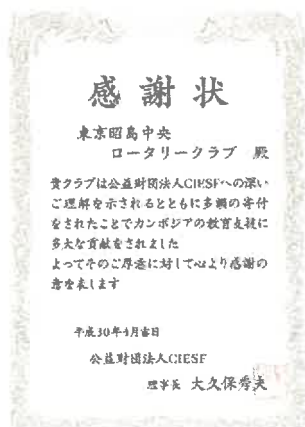 感謝状
東京昭島中央
ロータリークラブ 殿
貴クラブは公益財団法人CIESFへの深い
ご理解を示されるとともに多額の寄付
をされたことでカンボジアの教育支援に
多大な貢献をされました
よってそのご厚意に対して心より感謝の
意を表します
平成30年4月吉日
公益財団法人CIESF
理事長 大久保秀夫